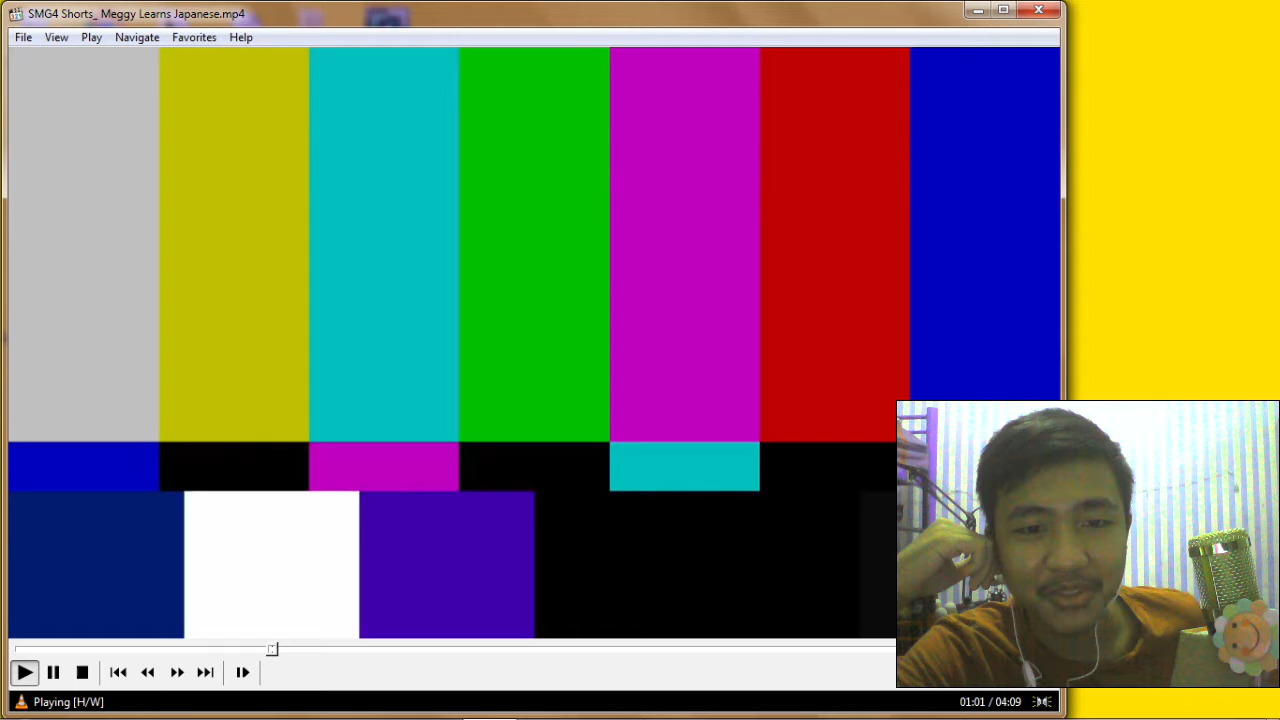 SMG4 Shorts_ Meggy Learns Japanese.mp4
File View Play Navigate Favorites Help
Playing [H/W] 01:01 / 04:09